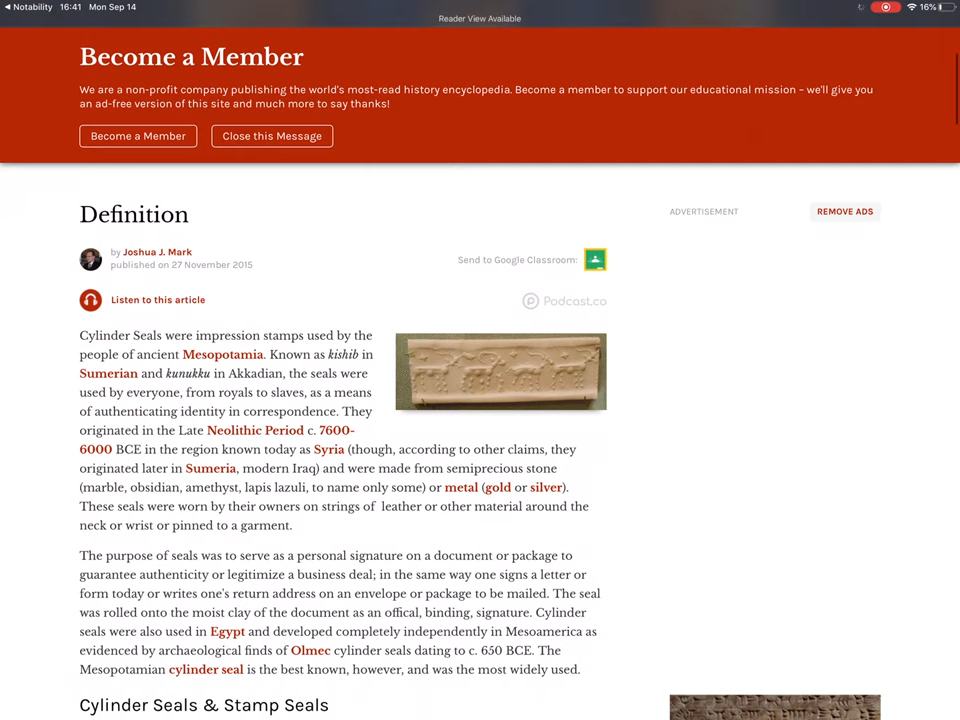 Notability 16:41 Mon Sep 14
16%
Reader View Available
Become a Member
We are a non-profit company publishing the world's most-read history encyclopedia. Become a member to support our educational mission – we'll give you
an ad-free version of this site and much more to say thanks!
Become a Member Close this Message
Definition
ADVERTISEMENT REMOVE ADS
by Joshua J. Mark
published on 27 November 2015
Send to Google Classroom:
Listen to this article
Podcast.co
Cylinder Seals were impression stamps used by the
people of ancient Mesopotamia. Known as kishib in
Sumerian and kunukku in Akkadian, the seals were
used by everyone, from royals to slaves, as a means
of authenticating identity in correspondence. They
originated in the Late Neolithic Period c. 7600-
6000 BCE in the region known today as Syria (though, according to other claims, they
originated later in Sumeria, modern Iraq) and were made from semiprecious stone
(marble, obsidian, amethyst, lapis lazuli, to name only some) or metal (gold or silver).
These seals were worn by their owners on strings of leather or other material around the
neck or wrist or pinned to a garment.
The purpose of seals was to serve as a personal signature on a document or package to
guarantee authenticity or legitimize a business deal; in the same way one signs a letter or
form today or writes one's return address on an envelope or package to be mailed. The seal
was rolled onto the moist clay of the document as an offical, binding, signature. Cylinder
seals were also used in Egypt and developed completely independently in Mesoamerica as
evidenced by archaeological finds of Olmec cylinder seals dating to c. 650 BCE. The
Mesopotamian cylinder seal is the best known, however, and was the most widely used.
Cylinder Seals & Stamp Seals